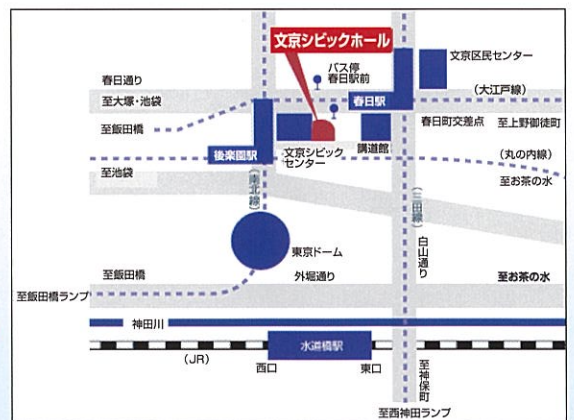 文京シビックホール
バス停
春日駅前
文京区民センター
春日通り
至大塚・池袋
春日駅
(大江戸線)
至飯田橋
春日町交差点
至上野御徒町
後楽園駅
文京シビック
センター
講道館
(丸の内線)
至池袋
(南北線)
至お茶の水
(三田線)
白山通り
東京ドーム
至飯田橋
外堀通り
至お茶の水
至飯田橋ランプ
神田川
(JR)
水道橋駅
西口
東口
至神保町
至西神田ランプ